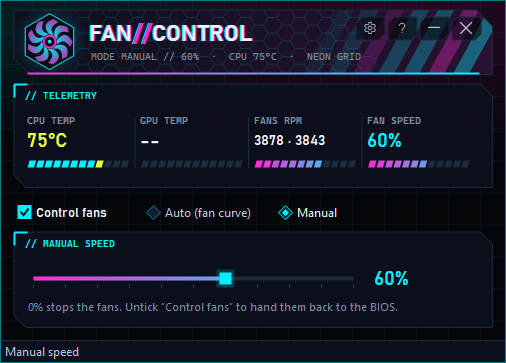 FAN//CONTROL
?
MODE MANUAL // 60% · CPU 75°C · NEON GRID
// TELEMETRY
CPU TEMP
75°C
GPU TEMP
--
FANS RPM
3878 · 3843
FAN SPEED
60%
Control fans
Auto (fan curve)
Manual
// MANUAL SPEED
60%
0% stops the fans. Untick “Control fans” to hand them back to the BIOS.
Manual speed